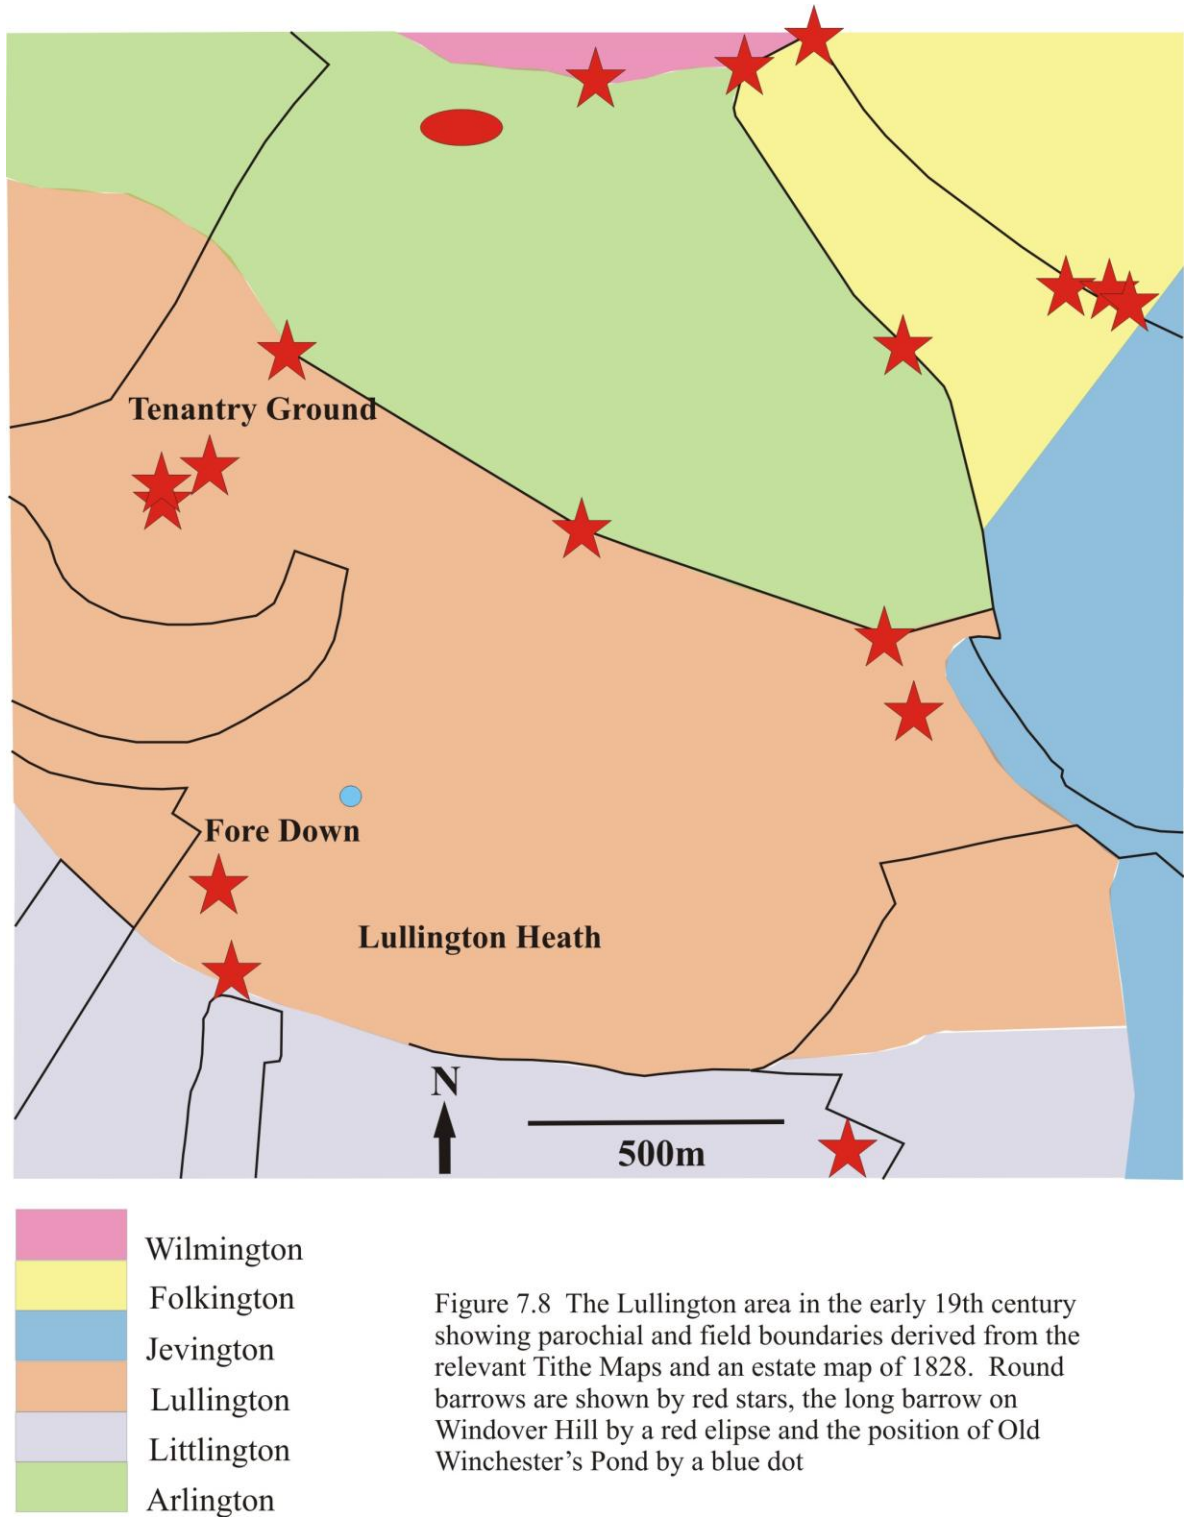 Tenantry Ground
Fore Down
Lullington Heath
N
500m
Wilmington
Folkington
Jevington
Lullington
Littlington
Arlington
Figure 7.8 The Lullington area in the early 19th century
showing parochial and field boundaries derived from the
relevant Tithe Maps and an estate map of 1828. Round
barrows are shown by red stars, the long barrow on
Windover Hill by a red elipse and the position of Old
Winchester's Pond by a blue dot